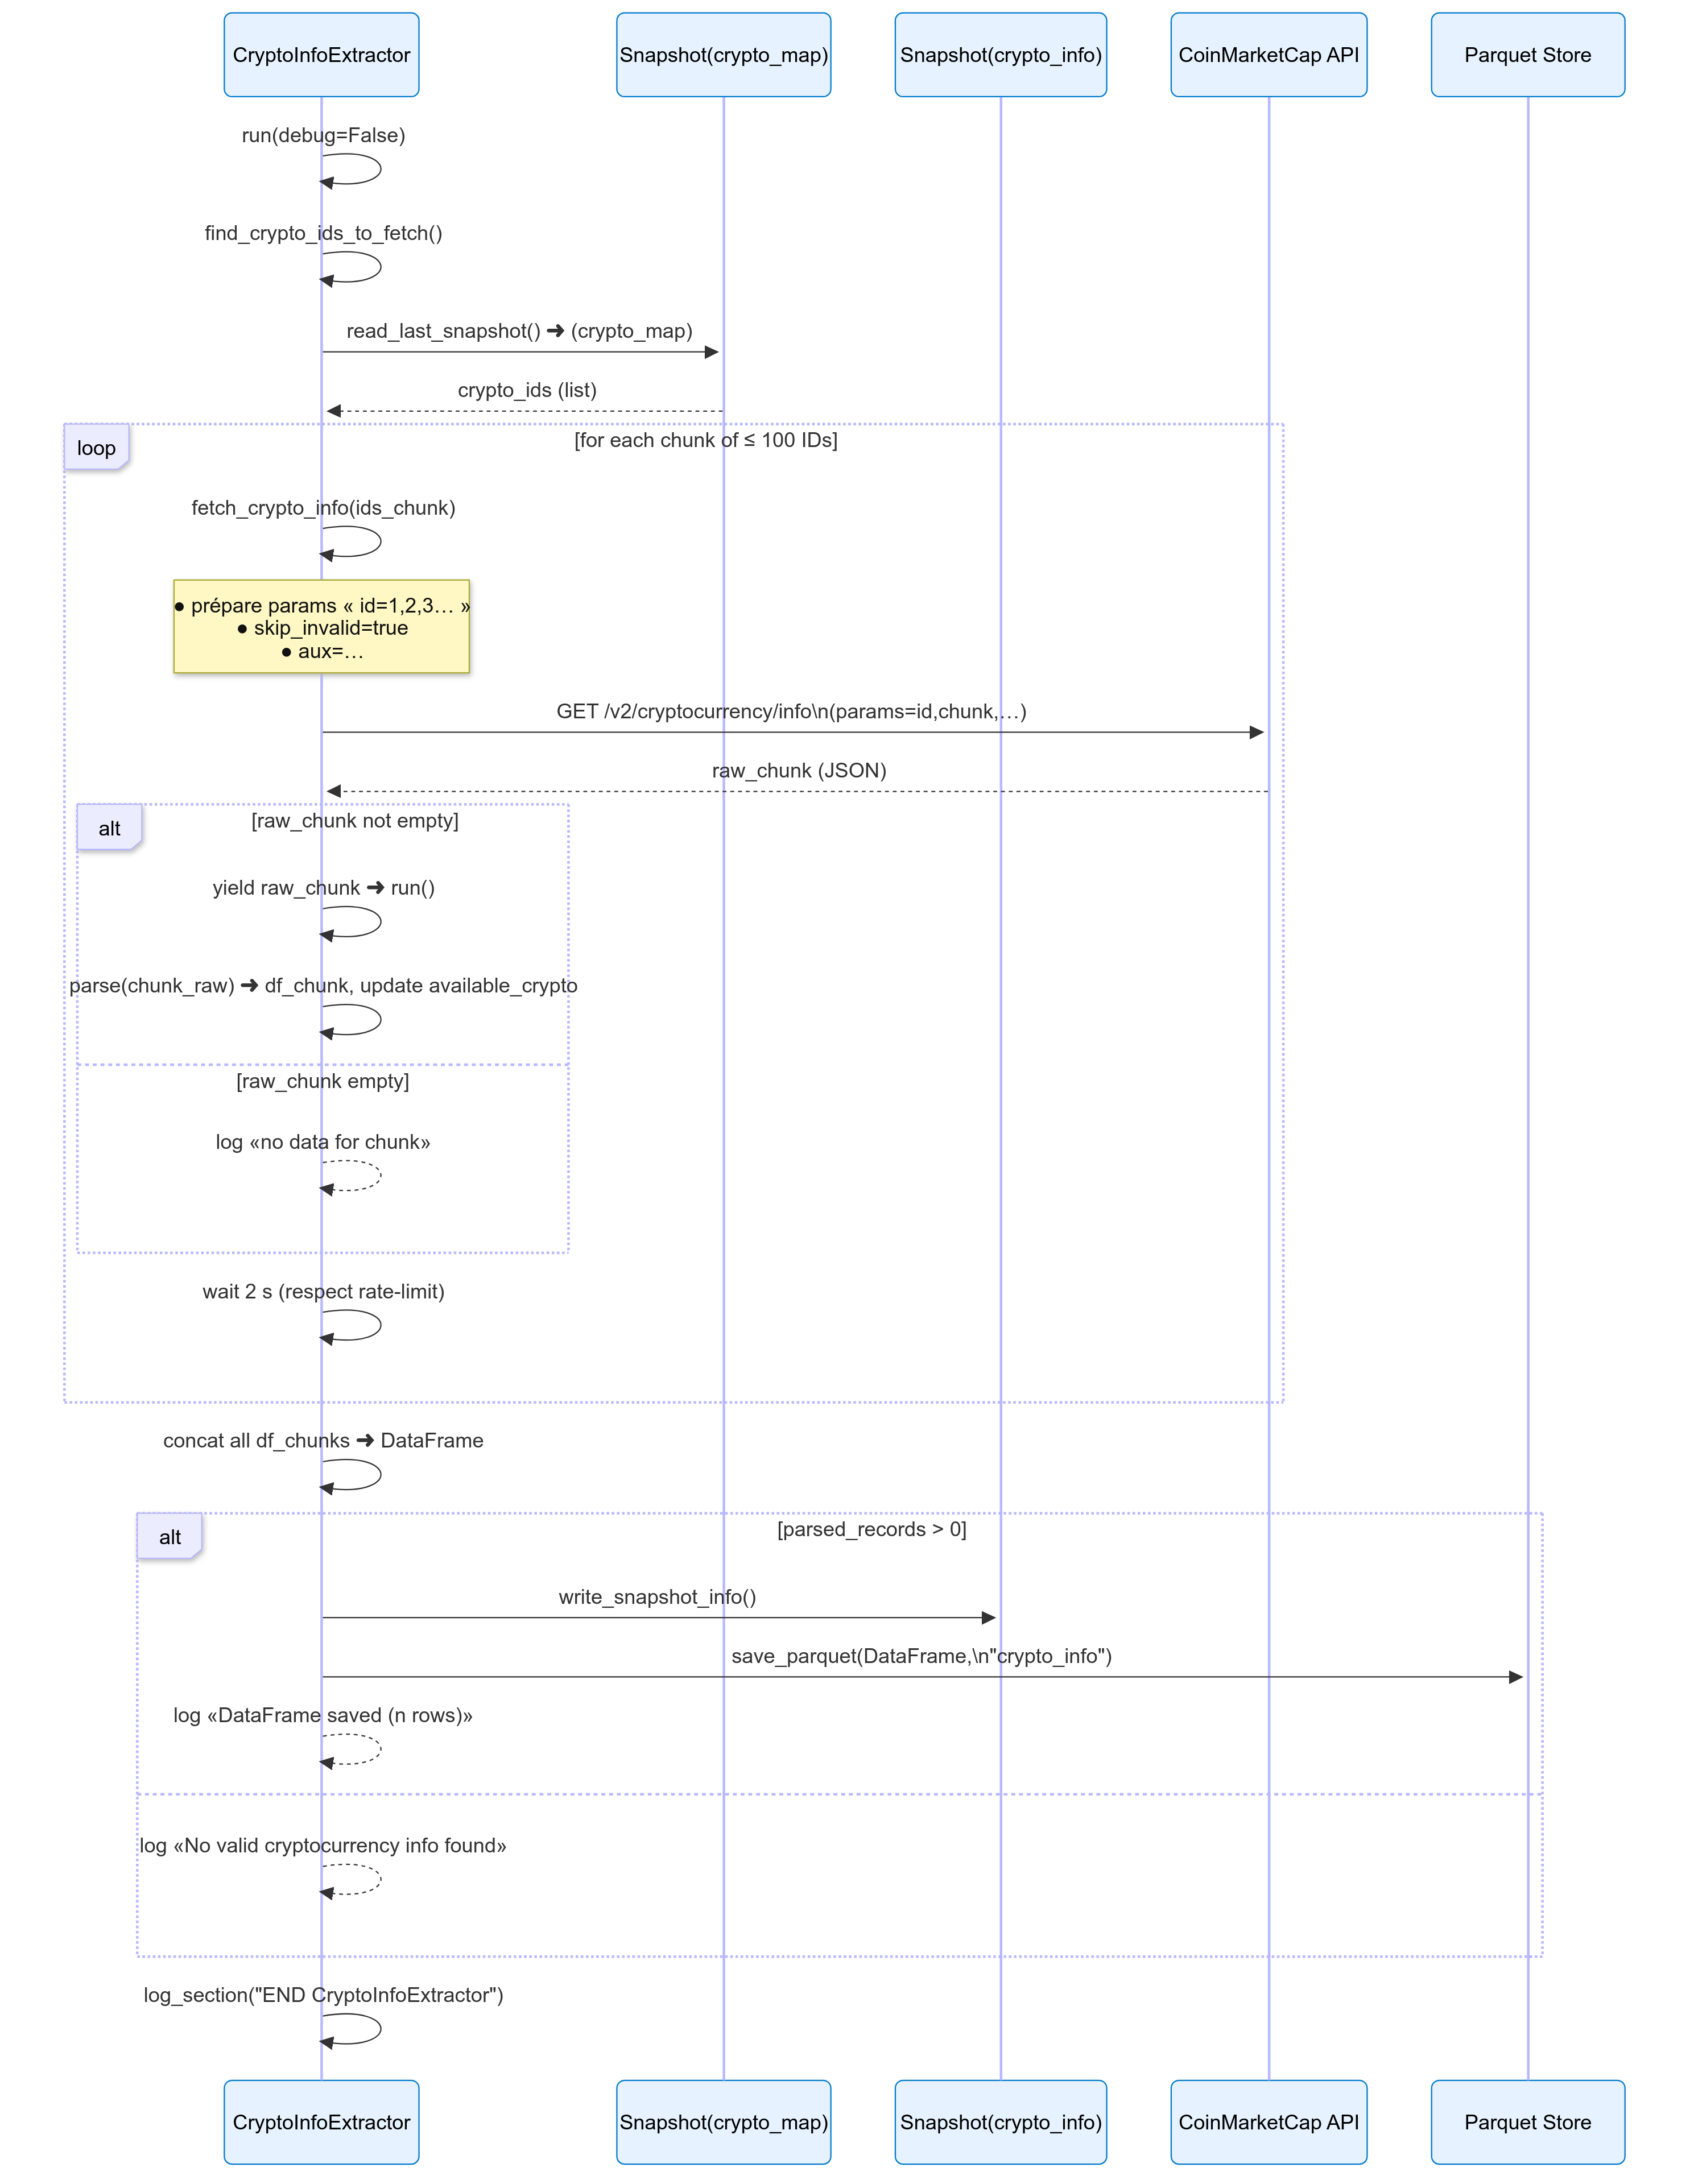 CryptoInfoExtractor
Snapshot(crypto_map)
Snapshot(crypto_info)
CoinMarketCap API
Parquet Store
run(debug=False)
find_crypto_ids_to_fetch()
read_last_snapshot() ➜ (crypto_map)
crypto_ids (list)
loop
[for each chunk of ≤ 100 IDs]
fetch_crypto_info(ids_chunk)
● prépare params « id=1,2,3… »
● skip_invalid=true
● aux=…
GET /v2/cryptocurrency/info\n(params=id,chunk,…)
raw_chunk (JSON)
alt
[raw_chunk not empty]
yield raw_chunk ➜ run()
parse(chunk_raw) ➜ df_chunk, update available_crypto
[raw_chunk empty]
log «no data for chunk»
wait 2 s (respect rate-limit)
concat all df_chunks ➜ DataFrame
alt
[parsed_records > 0]
write_snapshot_info()
save_parquet(DataFrame,\n"crypto_info")
log «DataFrame saved (n rows)»
log «No valid cryptocurrency info found»
log_section("END CryptoInfoExtractor")
CryptoInfoExtractor
Snapshot(crypto_map)
Snapshot(crypto_info)
CoinMarketCap API
Parquet Store